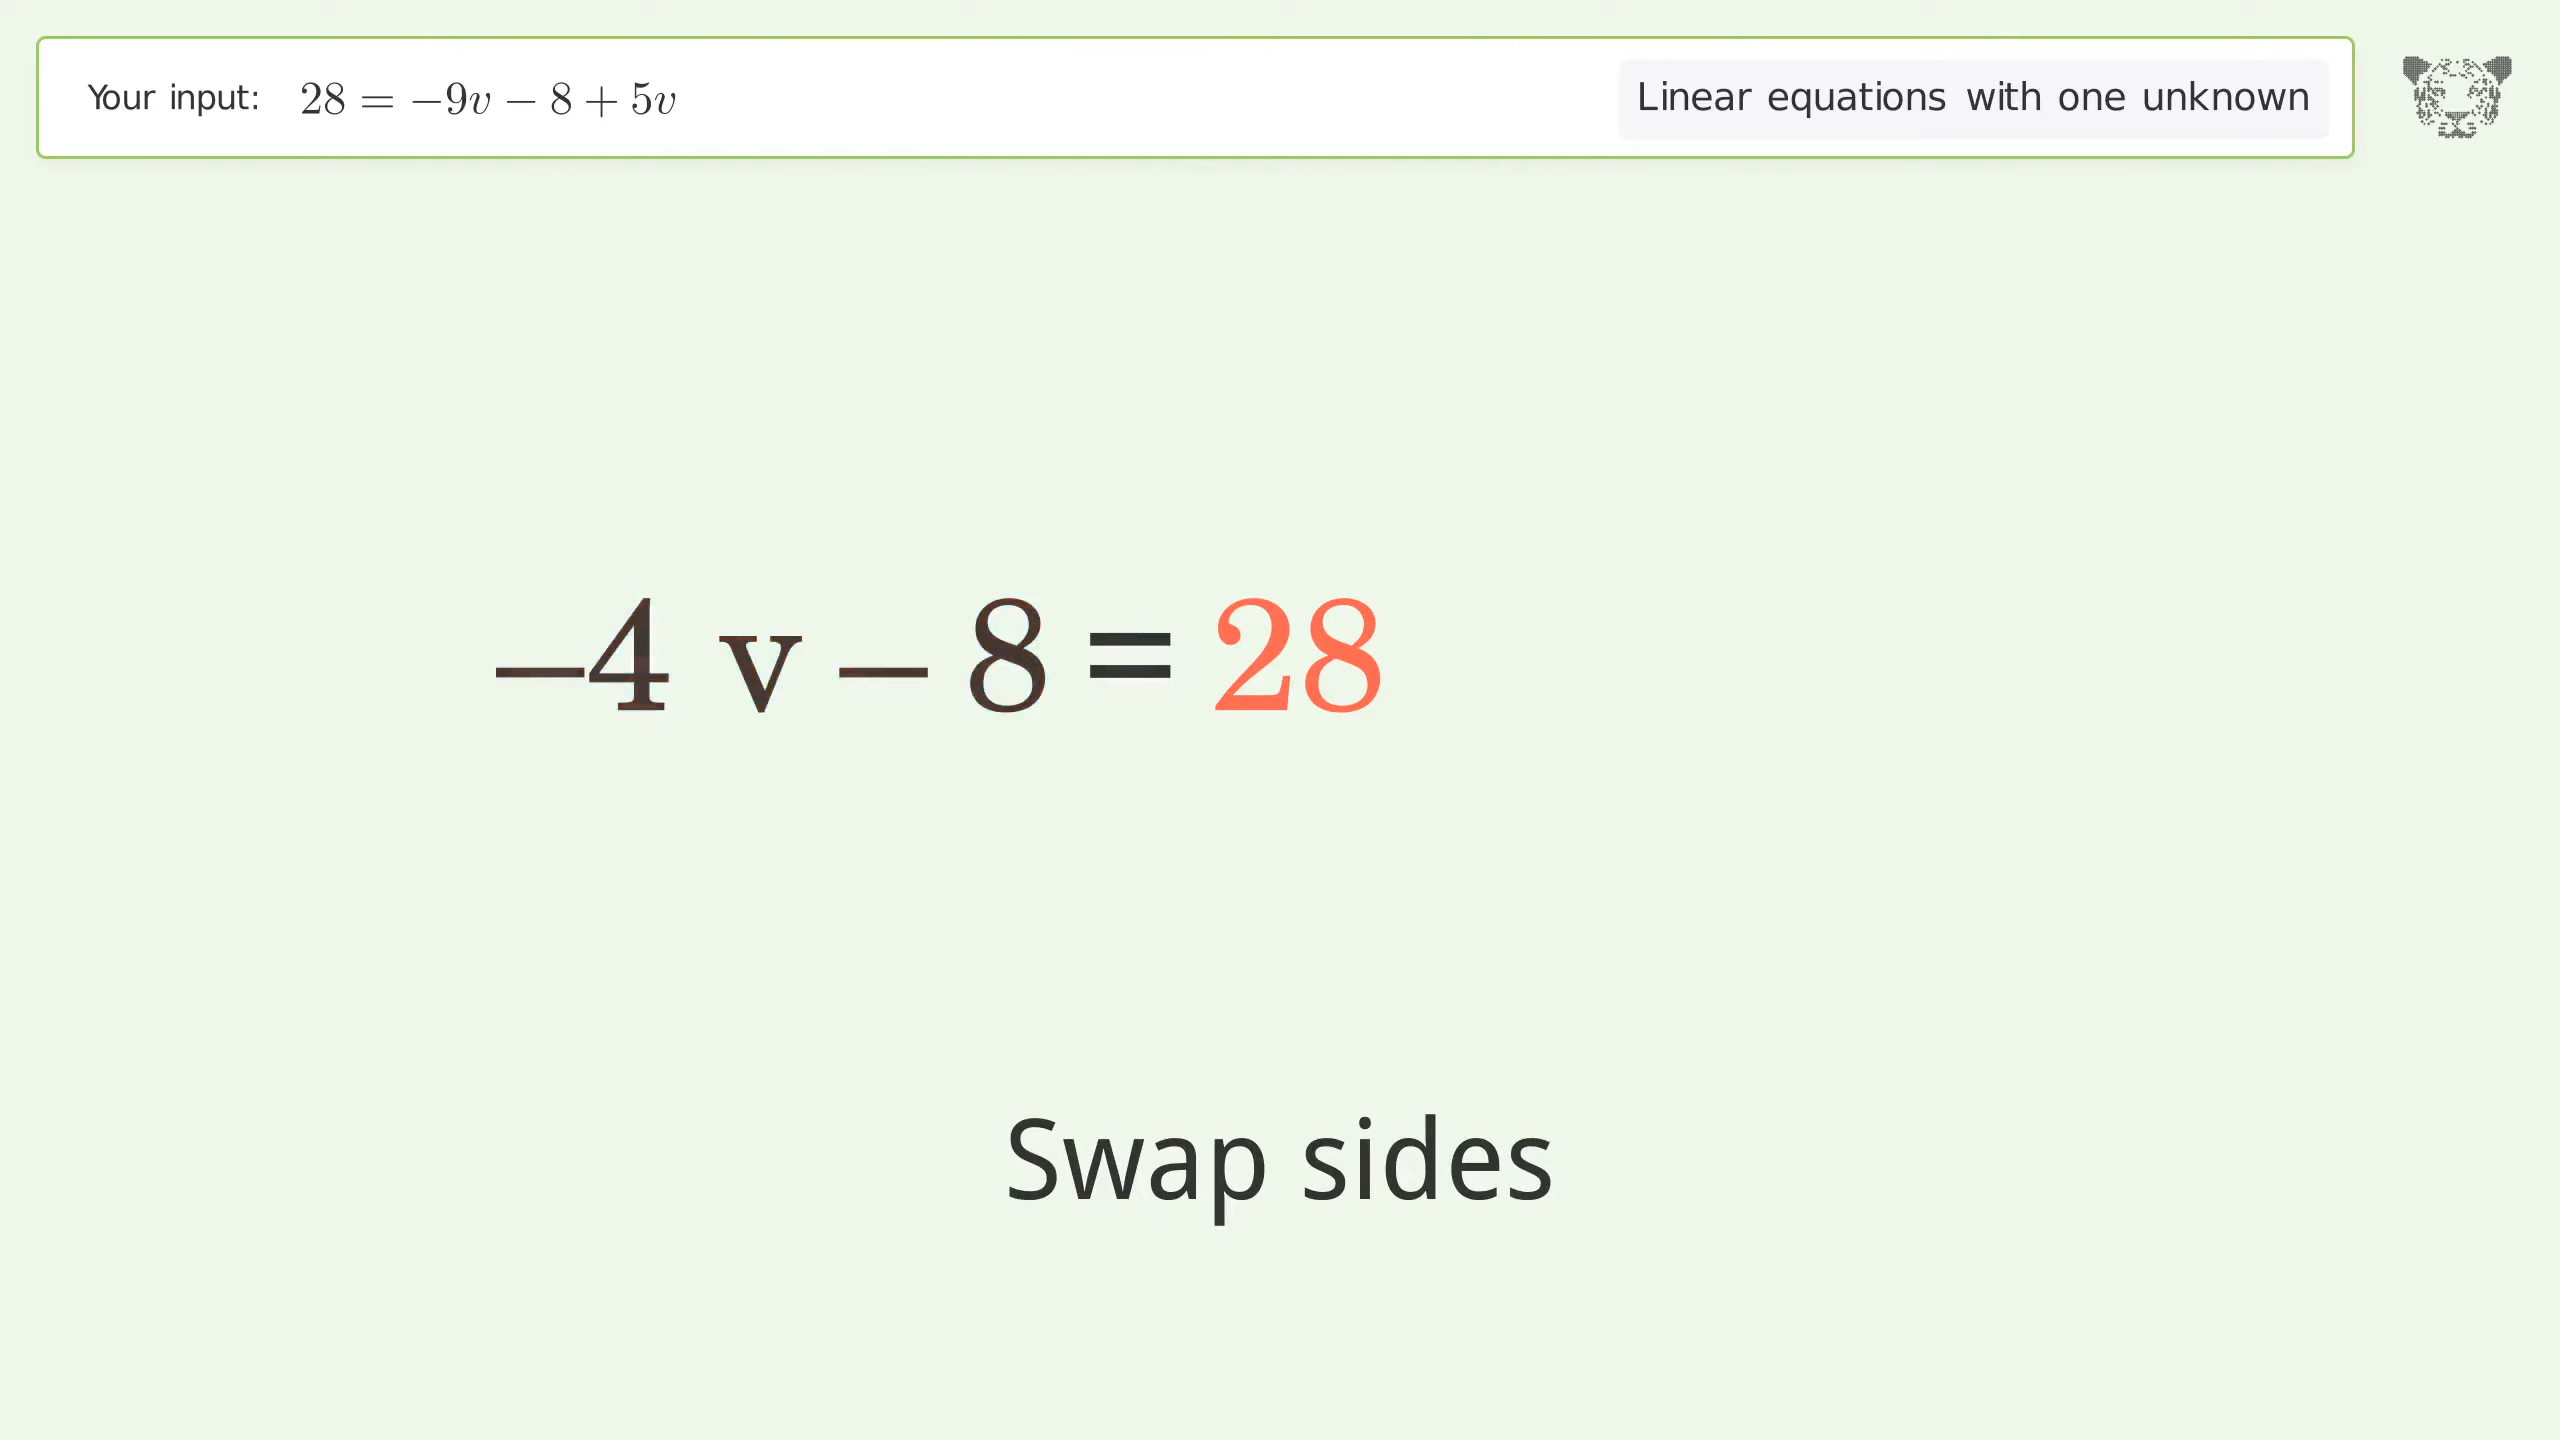 Your input: 28 = −9v − 8 + 5v
Linear equations with one unknown
−4 v − 8 = 28
Swap sides